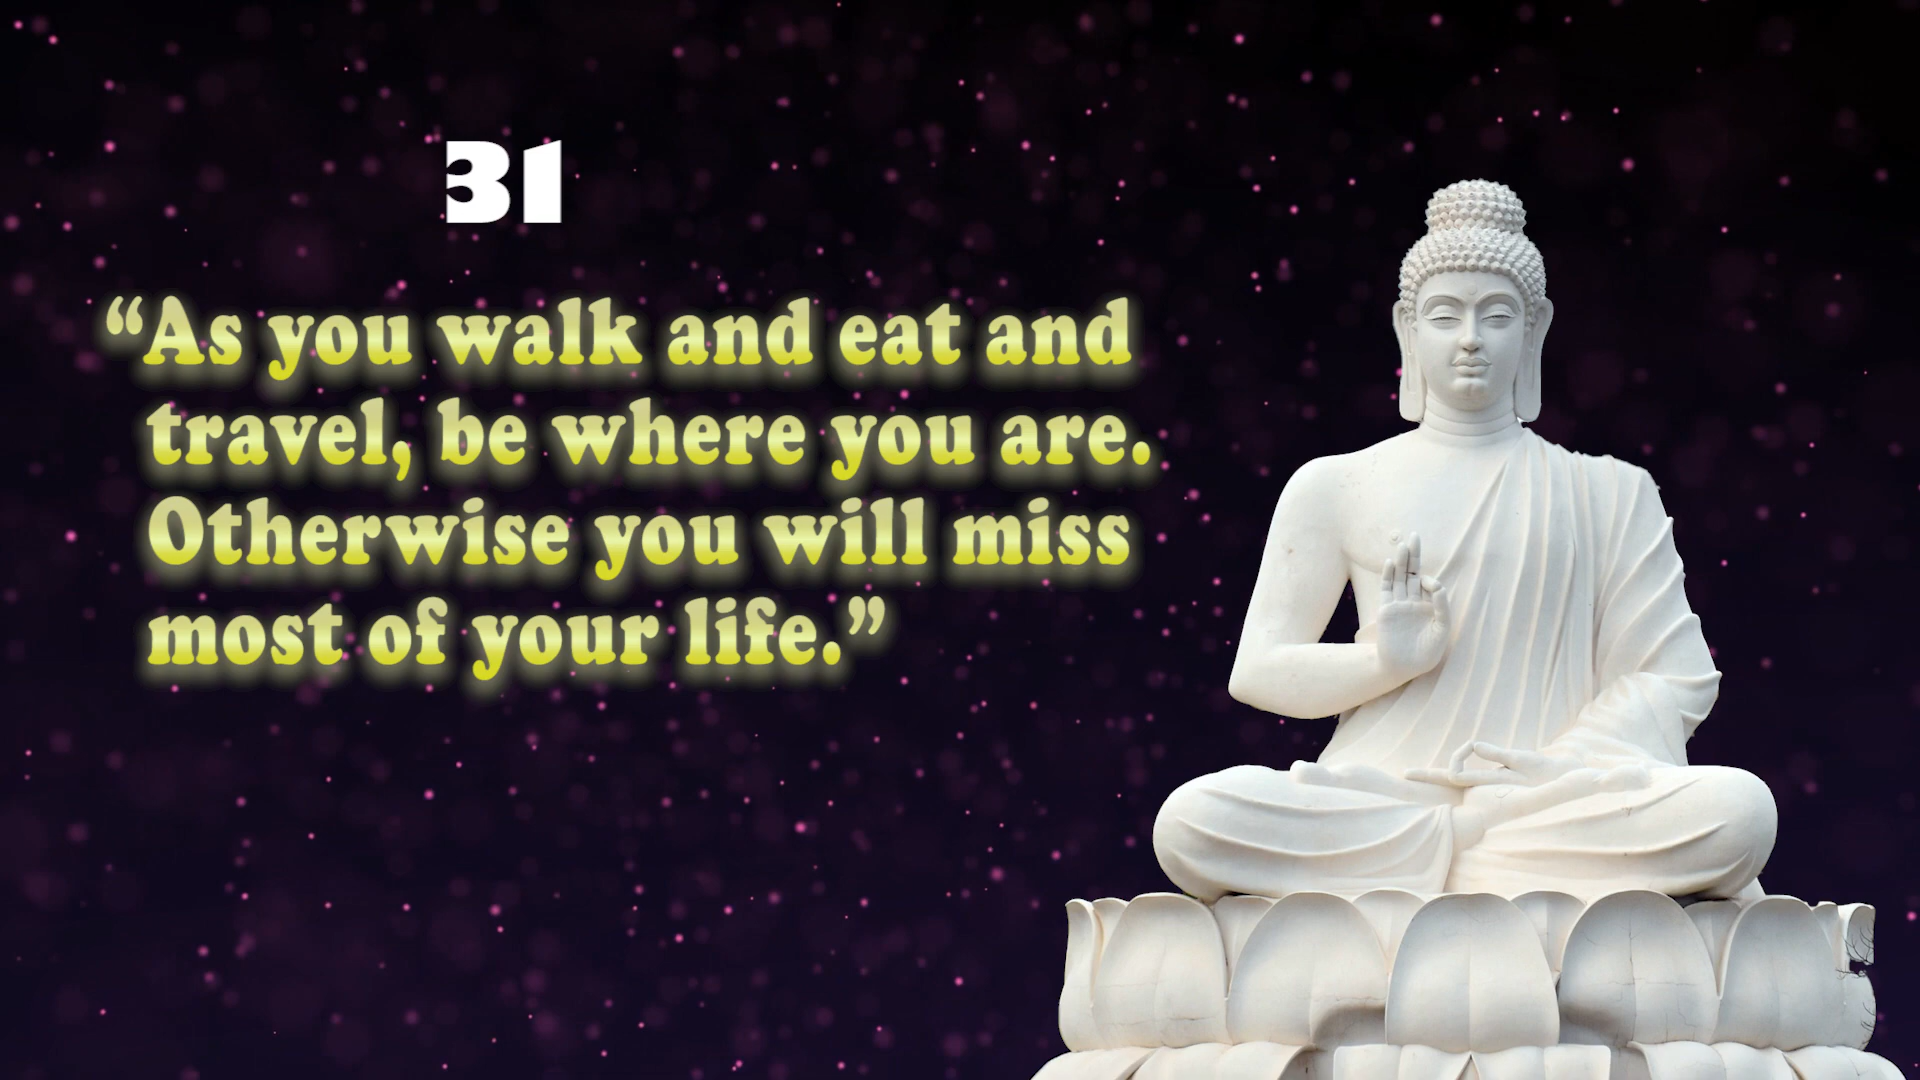 31
“As you walk and eat and
travel, be where you are.
Otherwise you will miss
most of your life.”